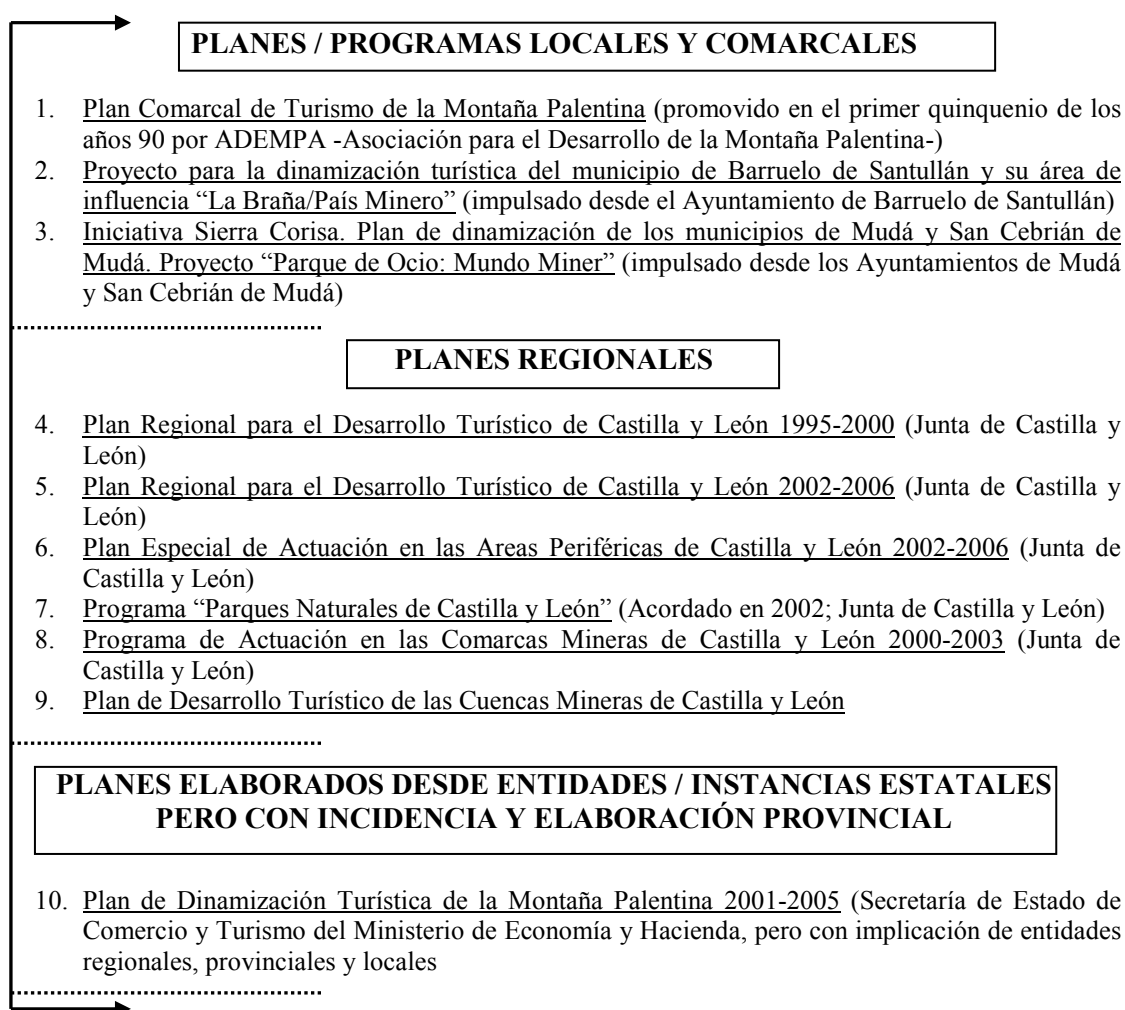 PLANES / PROGRAMAS LOCALES Y COMARCALES
1. Plan Comarcal de Turismo de la Montaña Palentina (promovido en el primer quinquenio de los
años 90 por ADEMPA -Asociación para el Desarrollo de la Montaña Palentina-)
2. Proyecto para la dinamización turística del municipio de Barruelo de Santullán y su área de
influencia “La Braña/País Minero” (impulsado desde el Ayuntamiento de Barruelo de Santullán)
3. Iniciativa Sierra Corisa. Plan de dinamización de los municipios de Mudá y San Cebrián de
Mudá. Proyecto “Parque de Ocio: Mundo Miner” (impulsado desde los Ayuntamientos de Mudá
y San Cebrián de Mudá)
PLANES REGIONALES
4. Plan Regional para el Desarrollo Turístico de Castilla y León 1995-2000 (Junta de Castilla y
León)
5. Plan Regional para el Desarrollo Turístico de Castilla y León 2002-2006 (Junta de Castilla y
León)
6. Plan Especial de Actuación en las Areas Periféricas de Castilla y León 2002-2006 (Junta de
Castilla y León)
7. Programa “Parques Naturales de Castilla y León” (Acordado en 2002; Junta de Castilla y León)
8. Programa de Actuación en las Comarcas Mineras de Castilla y León 2000-2003 (Junta de
Castilla y León)
9. Plan de Desarrollo Turístico de las Cuencas Mineras de Castilla y León
PLANES ELABORADOS DESDE ENTIDADES / INSTANCIAS ESTATALES
PERO CON INCIDENCIA Y ELABORACIÓN PROVINCIAL
10. Plan de Dinamización Turística de la Montaña Palentina 2001-2005 (Secretaría de Estado de
Comercio y Turismo del Ministerio de Economía y Hacienda, pero con implicación de entidades
regionales, provinciales y locales